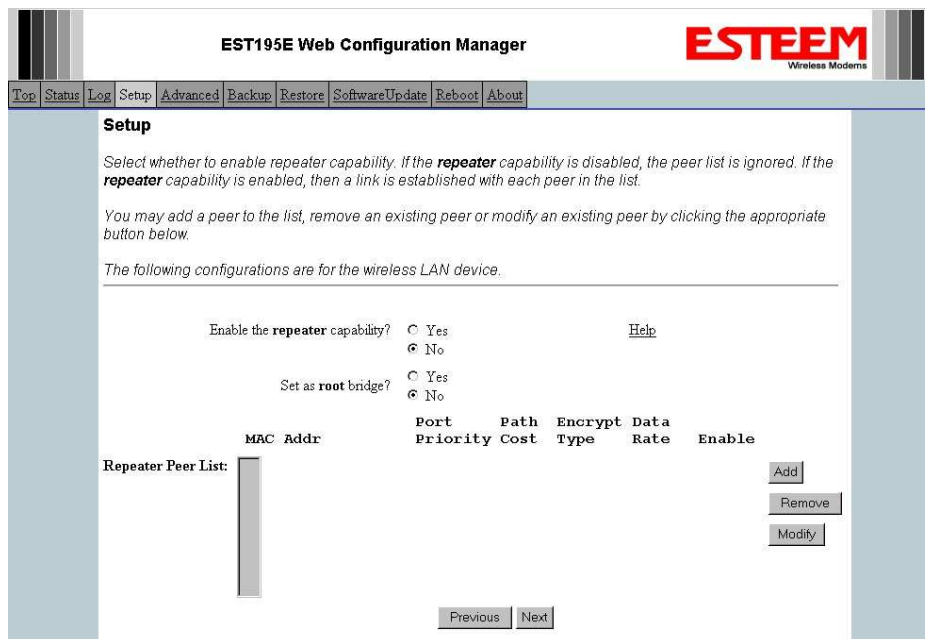 EST195E Web Configuration Manager
ESTEEM
Wireless Modems
Top Status Log Setup Advanced Backup Restore SoftwareUpdate Reboot About
Setup
Select whether to enable repeater capability. If the repeater capability is disabled, the peer list is ignored. If the
repeater capability is enabled, then a link is established with each peer in the list.
You may add a peer to the list, remove an existing peer or modify an existing peer by clicking the appropriate
button below.
The following configurations are for the wireless LAN device.
Enable the repeater capability? Yes Help
No
Set as root bridge? Yes
No
Port Path Encrypt Data
MAC Addr Priority Cost Type Rate Enable
Repeater Peer List:
Add
Remove
Modify
Previous Next